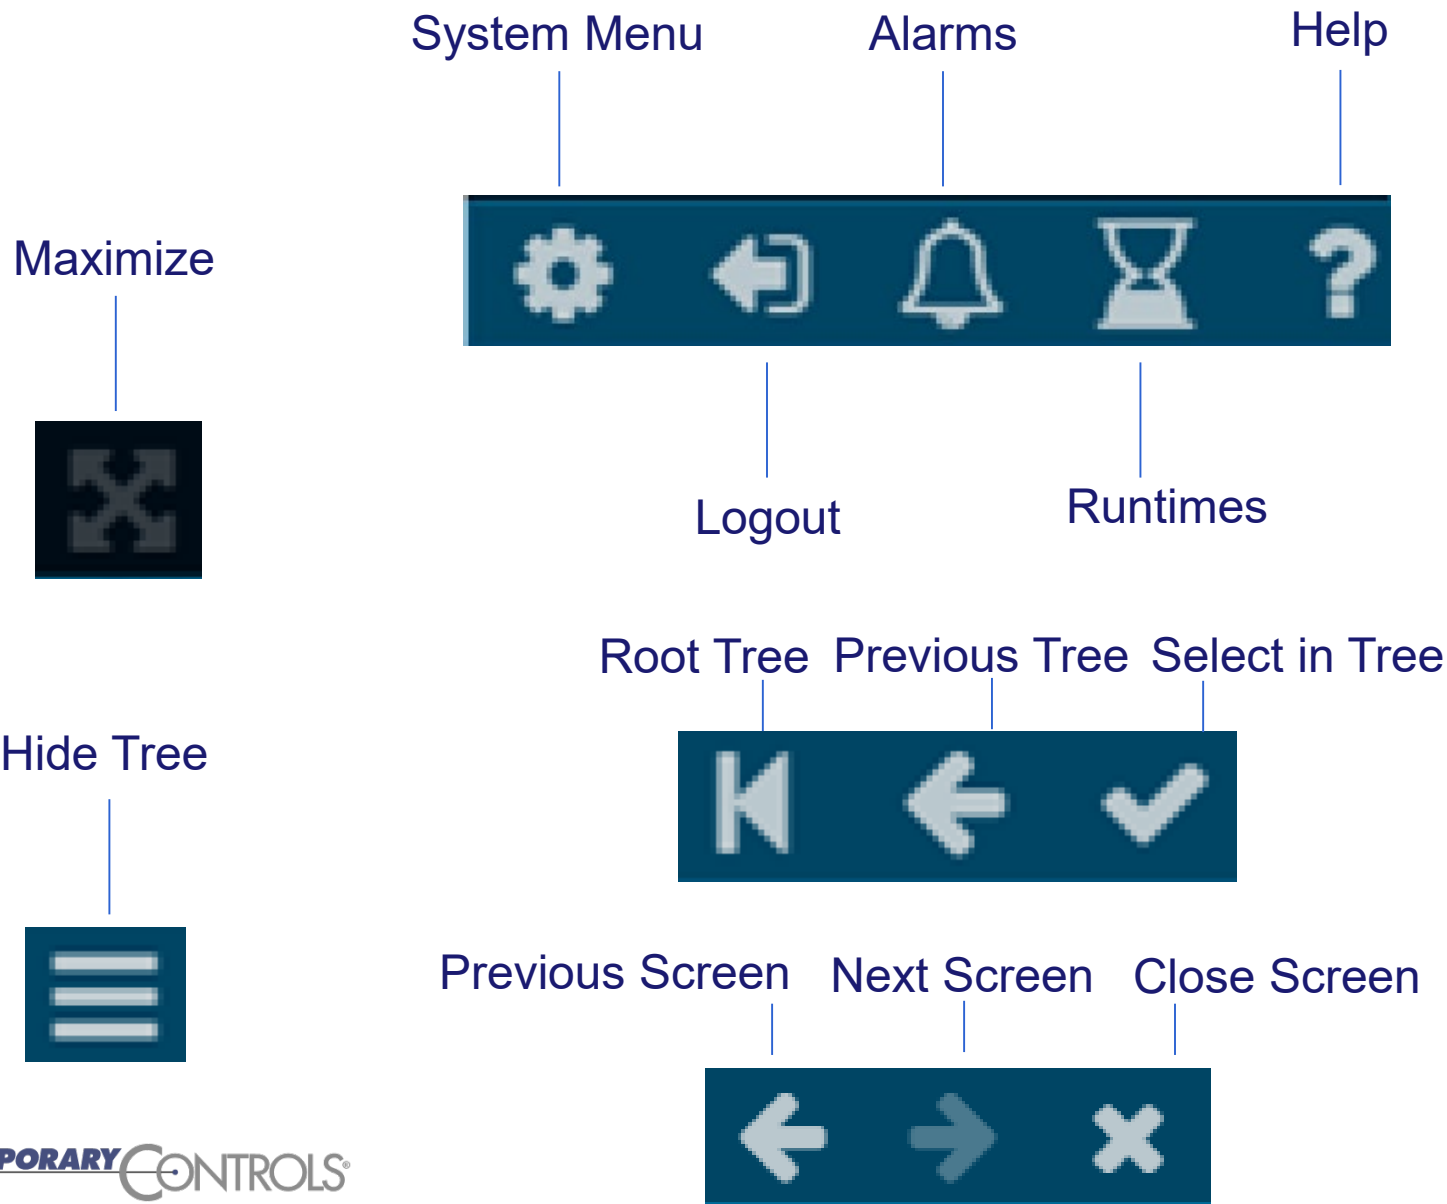 System Menu
Alarms
Help
Maximize
Logout
Runtimes
Root Tree
Previous Tree
Select in Tree
Hide Tree
Previous Screen
Next Screen
Close Screen
PORARY CONTROLS®